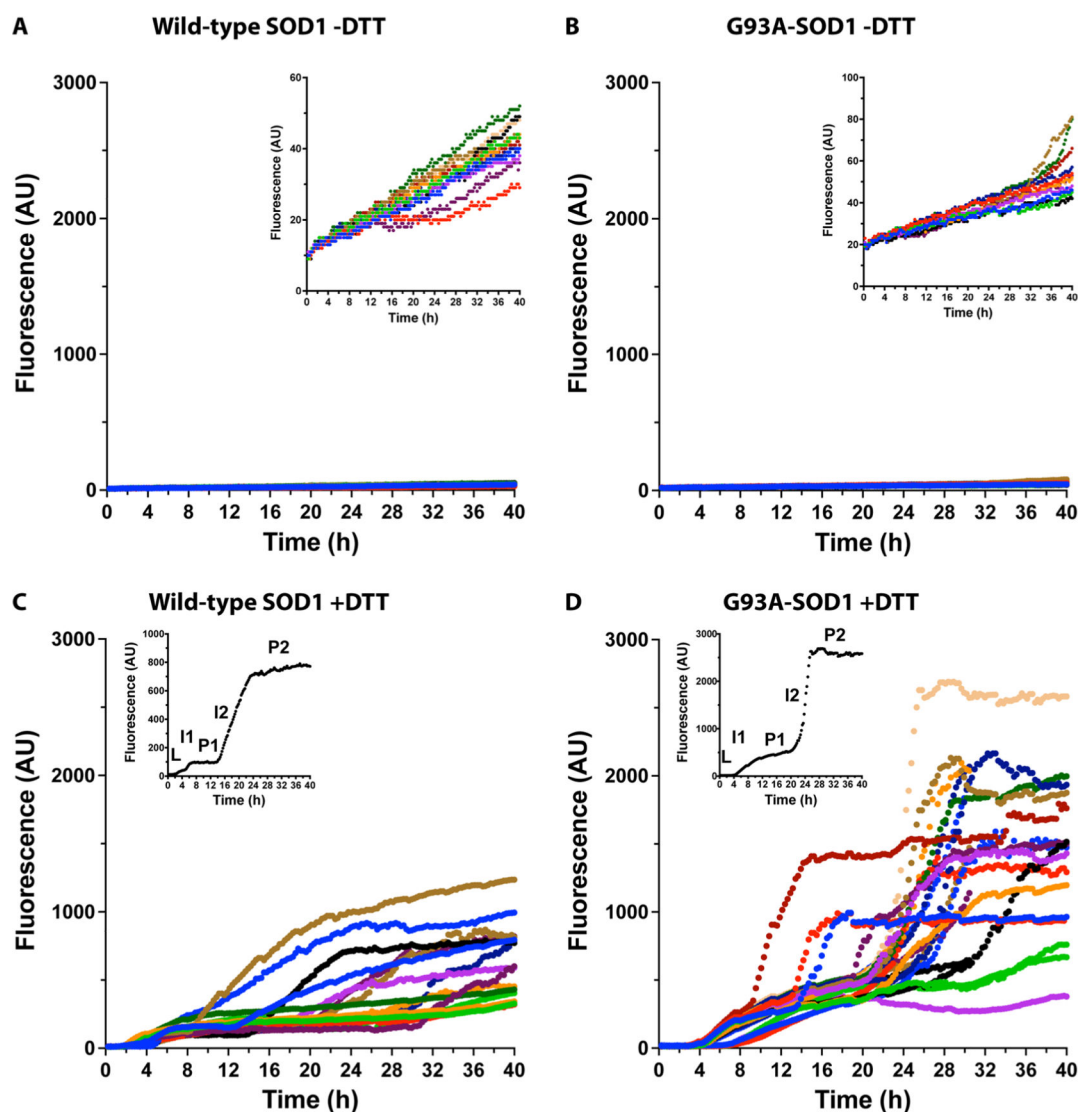 A
Wild-type SOD1 -DTT
3000
2000
1000
0
Fluorescence (AU)
0 4 8 12 16 20 24 28 32 36 40
Time (h)
60
40
20
0
Fluorescence (AU)
0 4 8 12 16 20 24 28 32 36 40
Time (h)
B
G93A-SOD1 -DTT
3000
2000
1000
0
Fluorescence (AU)
0 4 8 12 16 20 24 28 32 36 40
Time (h)
100
80
60
40
20
0
Fluorescence (AU)
0 4 8 12 16 20 24 28 32 36 40
Time (h)
C
Wild-type SOD1 +DTT
3000
2000
1000
0
Fluorescence (AU)
0 4 8 12 16 20 24 28 32 36 40
Time (h)
1000
800
600
400
200
0
Fluorescence (AU)
L
I1
P1
I2
P2
0 4 8 12 16 20 24 28 32 36 40
Time (h)
D
G93A-SOD1 +DTT
3000
2000
1000
0
Fluorescence (AU)
0 4 8 12 16 20 24 28 32 36 40
Time (h)
3000
2500
2000
1500
1000
500
0
Fluorescence (AU)
L
I1
P1
I2
P2
0 4 8 12 16 20 24 28 32 36 40
Time (h)